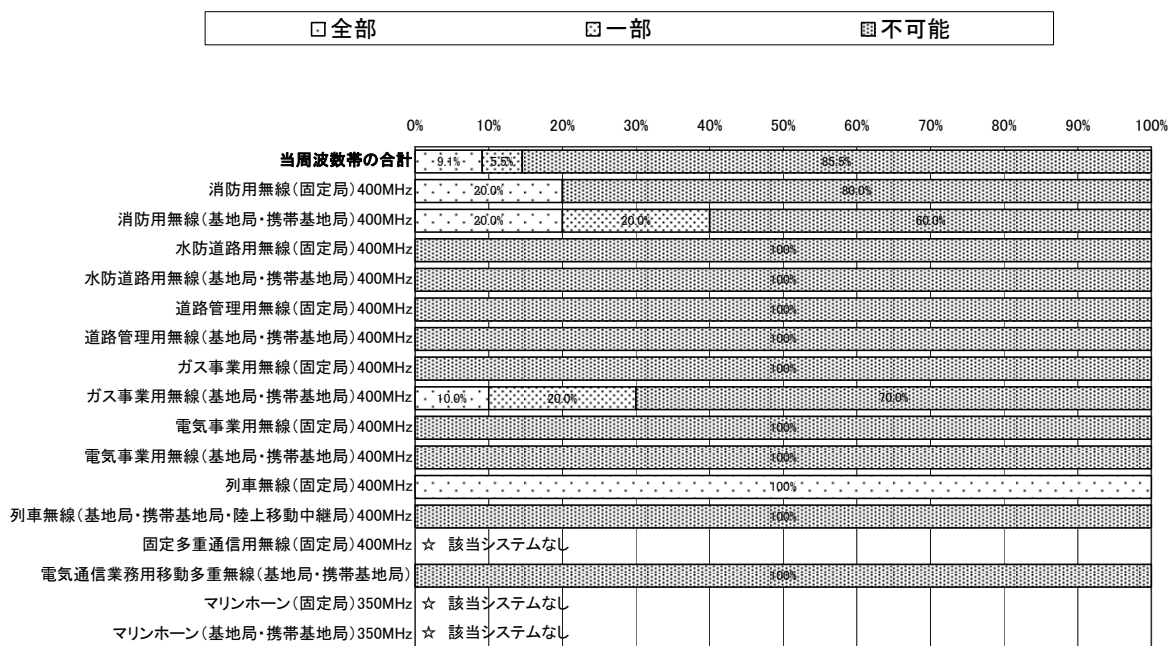 全部 一部 不可能
0% 10% 20% 30% 40% 50% 60% 70% 80% 90% 100%
当周波数帯の合計 9.1% 5.5% 85.5%
消防用無線(固定局)400MHz 20.0% 80.0%
消防用無線(基地局・携帯基地局)400MHz 20.0% 20.0% 60.0%
水防道路用無線(固定局)400MHz 100%
水防道路用無線(基地局・携帯基地局)400MHz 100%
道路管理用無線(固定局)400MHz 100%
道路管理用無線(基地局・携帯基地局)400MHz 100%
ガス事業用無線(固定局)400MHz 100%
ガス事業用無線(基地局・携帯基地局)400MHz 10.0% 20.0% 70.0%
電気事業用無線(固定局)400MHz 100%
電気事業用無線(基地局・携帯基地局)400MHz 100%
列車無線(固定局)400MHz 100%
列車無線(基地局・携帯基地局・陸上移動中継局)400MHz 100%
固定多重通信用無線(固定局)400MHz ☆ 該当システムなし
電気通信業務用移動多重無線(基地局・携帯基地局) 100%
マリンホーン(固定局)350MHz ☆ 該当システムなし
マリンホーン(基地局・携帯基地局)350MHz ☆ 該当システムなし